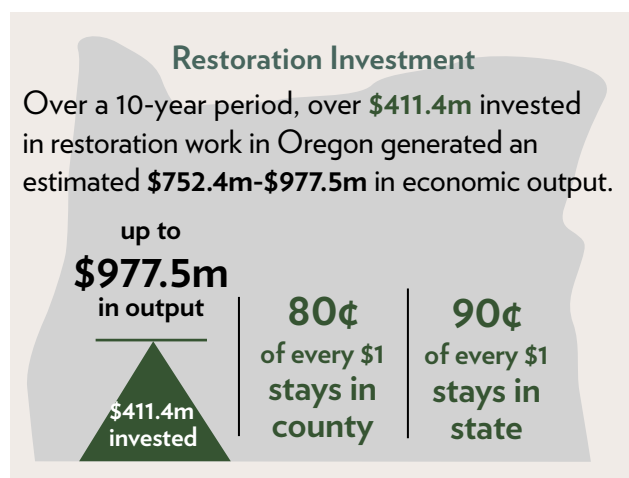 Restoration Investment
Over a 10-year period, over $411.4m invested
in restoration work in Oregon generated an
estimated $752.4m-$977.5m in economic output.
up to
$977.5m
in output
$411.4m
invested
80¢
of every $1
stays in
county
90¢
of every $1
stays in
state